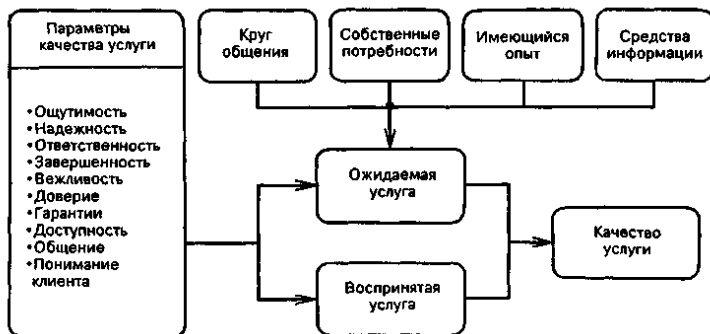 Параметры
качества услуги
•Ощутимость
•Надежность
•Ответственность
•Завершенность
•Вежливость
•Доверие
•Гарантии
•Доступность
•Общение
•Понимание
клиента
Круг
общения
Собственные
потребности
Имеющийся
опыт
Средства
информации
Ожидаемая
услуга
Воспринятая
услуга
Качество
услуги